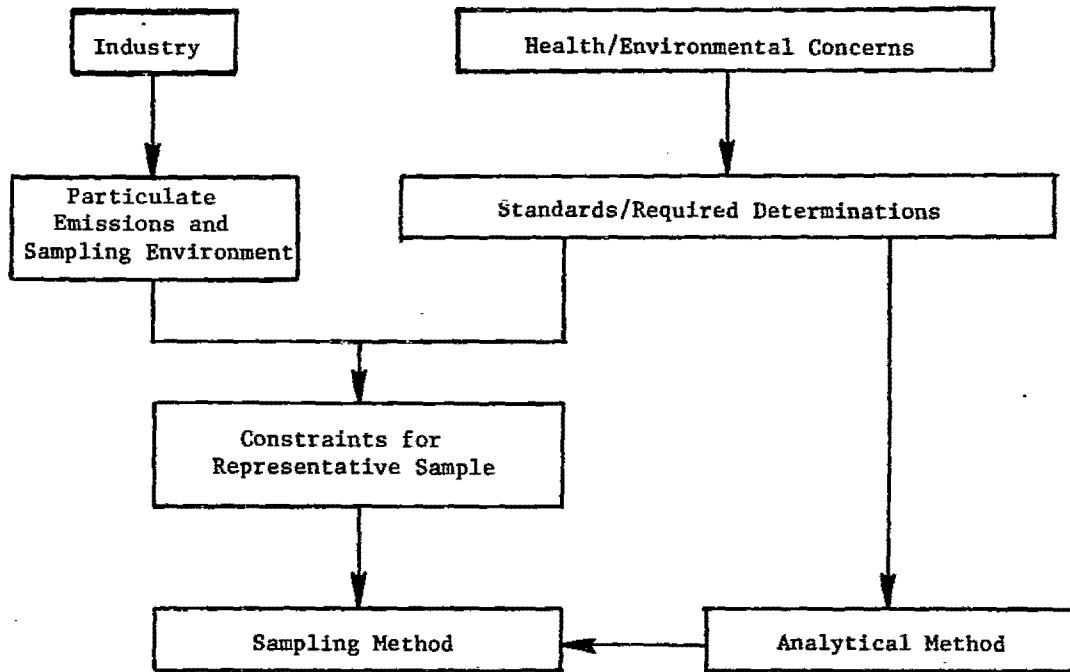 Industry
Health/Environmental Concerns
Particulate
Emissions and
Sampling Environment
Standards/Required Determinations
Constraints for
Representative Sample
Sampling Method
Analytical Method